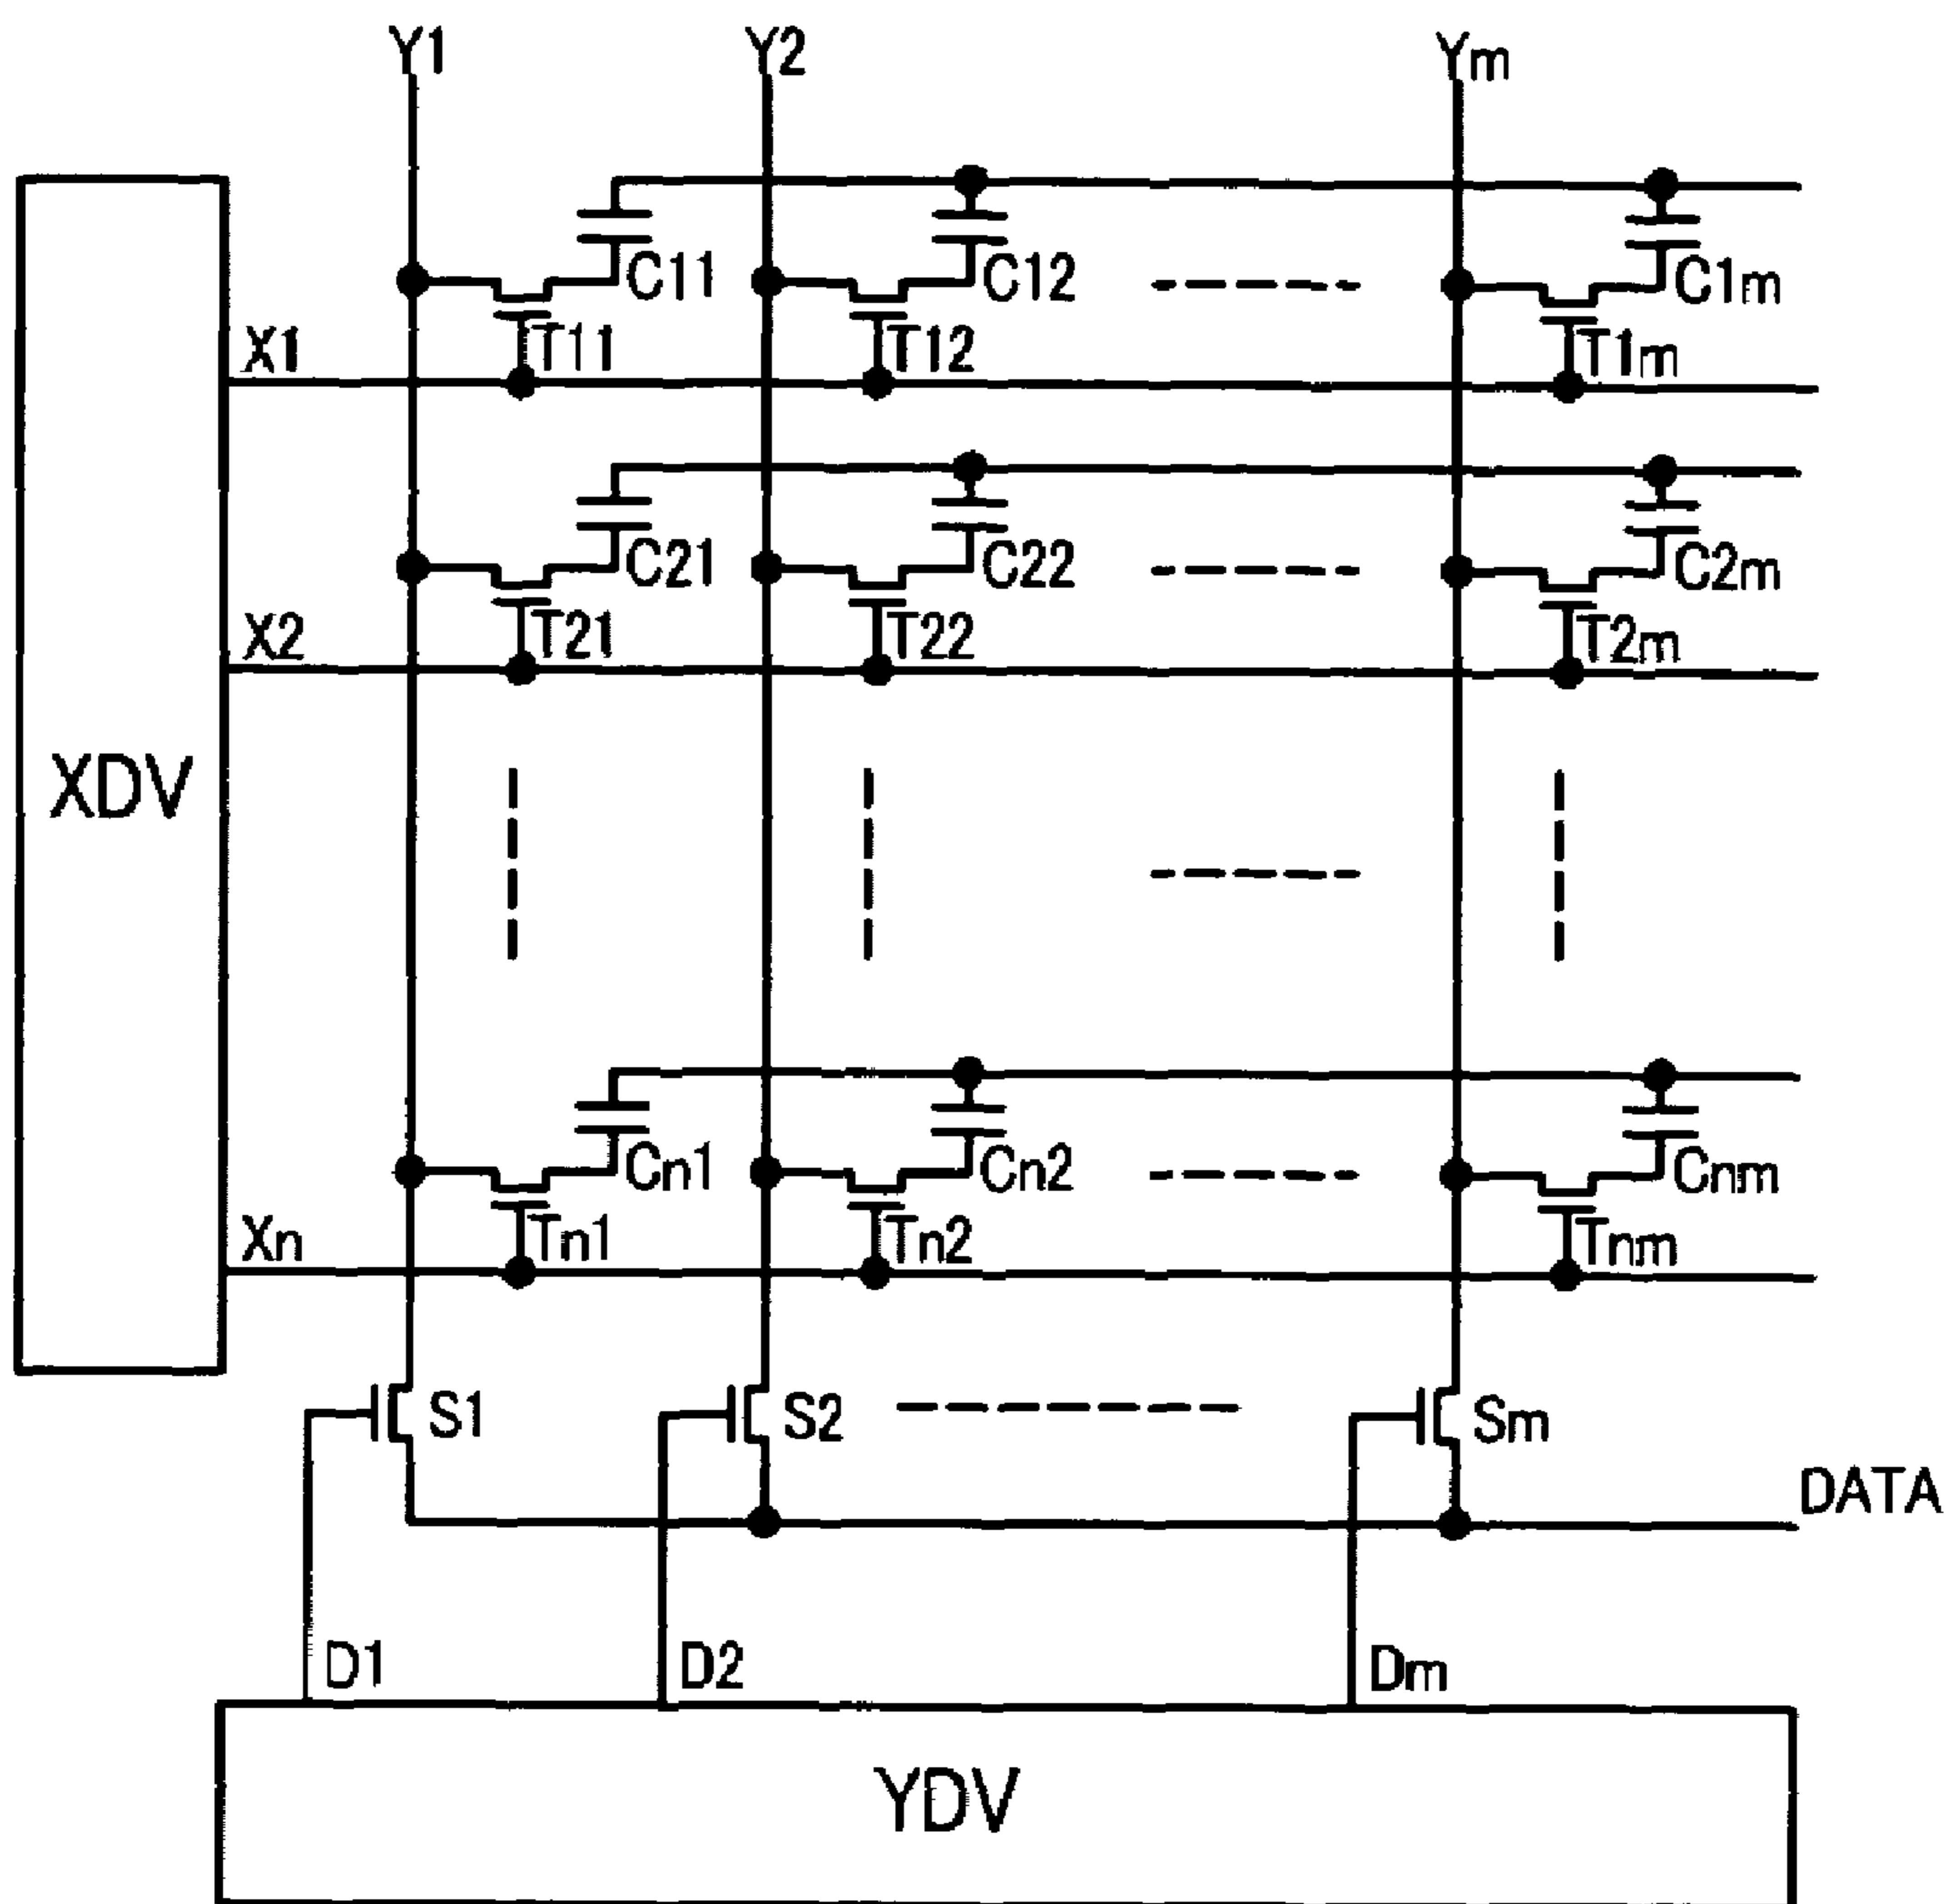 Y1 Y2 Ym
C11 C12 C1m
X1 T11 T12 T1m
C21 C22 C2m
X2 T21 T22 T2m
XDV
Cn1 Cn2 Cnm
Xn Tn1 Tn2 Tnm
S1 S2 Sm
DATA
D1 D2 Dm
YDV